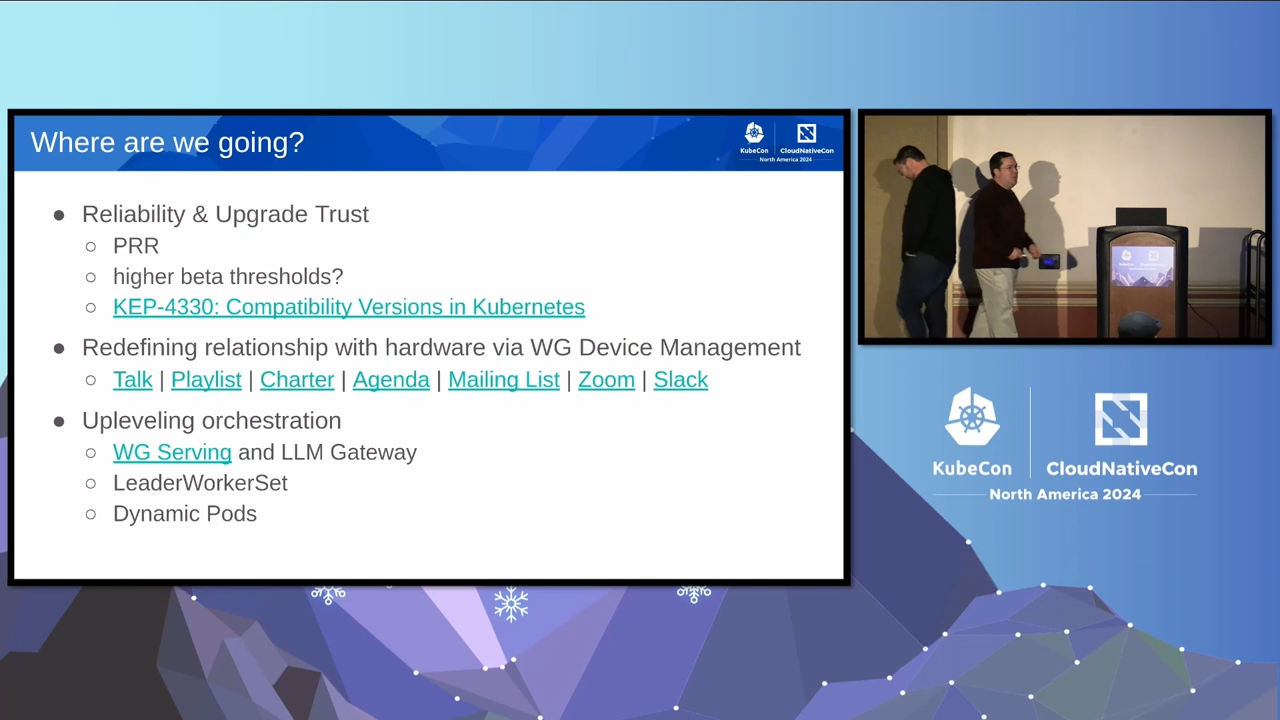 Where are we going?
KubeCon
CloudNativeCon
North America 2024
● Reliability & Upgrade Trust
○ PRR
○ higher beta thresholds?
○ KEP-4330: Compatibility Versions in Kubernetes
● Redefining relationship with hardware via WG Device Management
○ Talk | Playlist | Charter | Agenda | Mailing List | Zoom | Slack
● Upleveling orchestration
○ WG Serving and LLM Gateway
○ LeaderWorkerSet
○ Dynamic Pods
KubeCon
CloudNativeCon
North America 2024